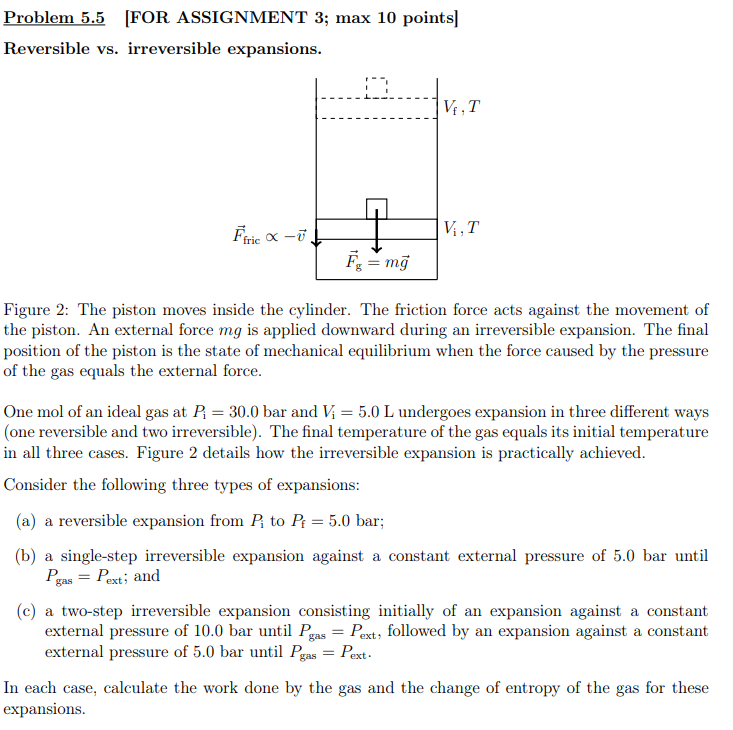 Problem 5.5 [FOR ASSIGNMENT 3; max 10 points]
Reversible vs. irreversible expansions.
V_f , T
F⃗_fric ∝ −v⃗
V_i , T
F⃗_g = mg⃗
Figure 2: The piston moves inside the cylinder. The friction force acts against the movement of
the piston. An external force mg is applied downward during an irreversible expansion. The final
position of the piston is the state of mechanical equilibrium when the force caused by the pressure
of the gas equals the external force.
One mol of an ideal gas at P_i = 30.0 bar and V_i = 5.0 L undergoes expansion in three different ways
(one reversible and two irreversible). The final temperature of the gas equals its initial temperature
in all three cases. Figure 2 details how the irreversible expansion is practically achieved.
Consider the following three types of expansions:
(a) a reversible expansion from P_i to P_f = 5.0 bar;
(b) a single-step irreversible expansion against a constant external pressure of 5.0 bar until
P_gas = P_ext; and
(c) a two-step irreversible expansion consisting initially of an expansion against a constant
external pressure of 10.0 bar until P_gas = P_ext, followed by an expansion against a constant
external pressure of 5.0 bar until P_gas = P_ext.
In each case, calculate the work done by the gas and the change of entropy of the gas for these
expansions.